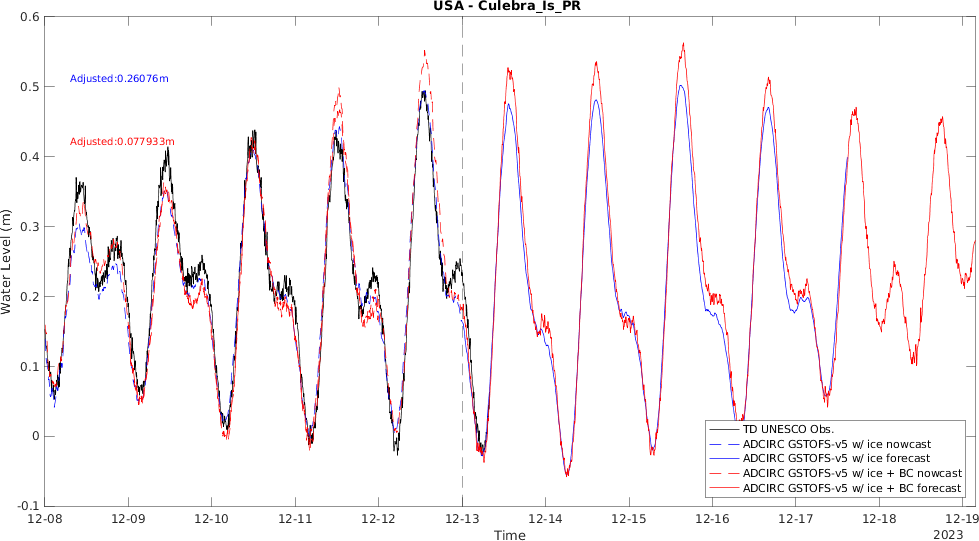 USA - Culebra_Is_PR
0.6
0.5
0.4
0.3
0.2
0.1
0
-0.1
Water Level (m)
Adjusted:0.26076m
Adjusted:0.077933m
TD UNESCO Obs.
ADCIRC GSTOFS-v5 w/ ice nowcast
ADCIRC GSTOFS-v5 w/ ice forecast
ADCIRC GSTOFS-v5 w/ ice + BC nowcast
ADCIRC GSTOFS-v5 w/ ice + BC forecast
12-08 12-09 12-10 12-11 12-12 12-13 12-14 12-15 12-16 12-17 12-18 12-19
Time
2023